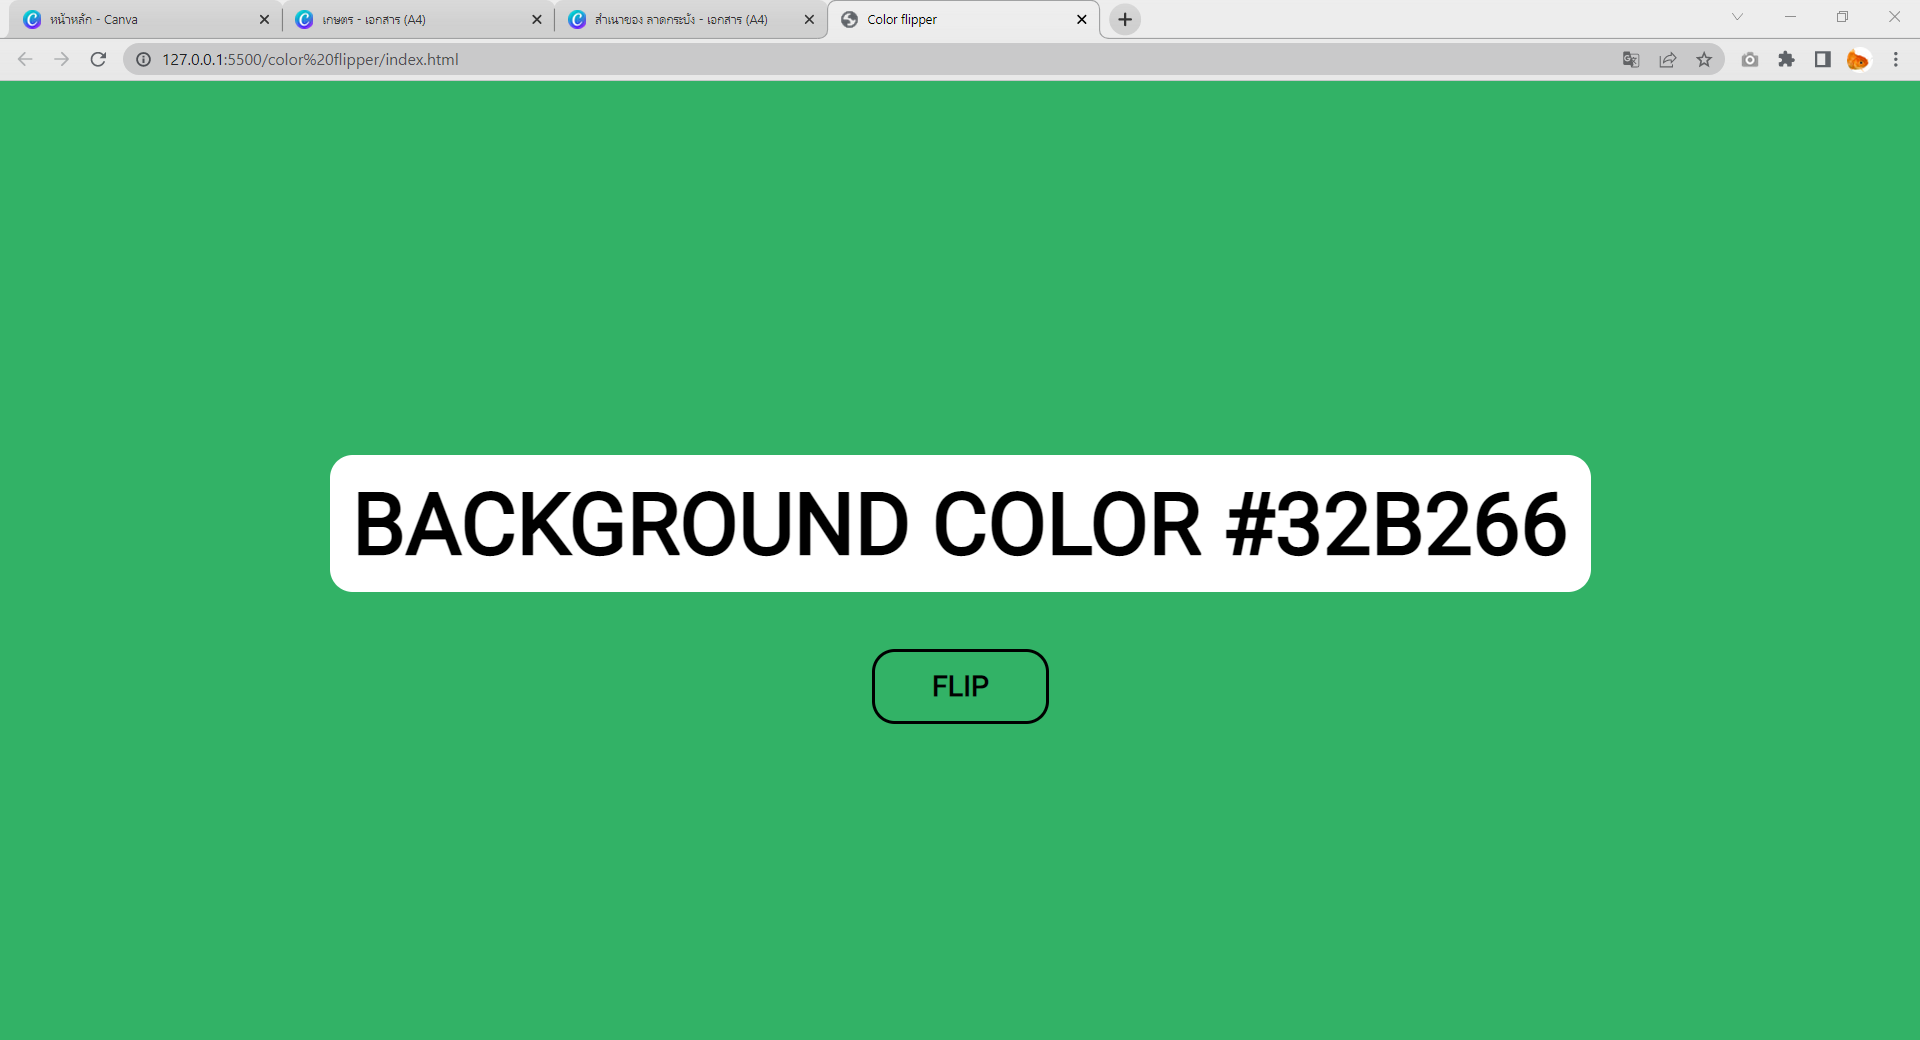 หน้าหลัก - Canva
เกษตร - เอกสาร (A4)
สำเนาของ ลาดกระบัง - เอกสาร (A4)
Color flipper
127.0.0.1:5500/color%20flipper/index.html
BACKGROUND COLOR #32B266
FLIP